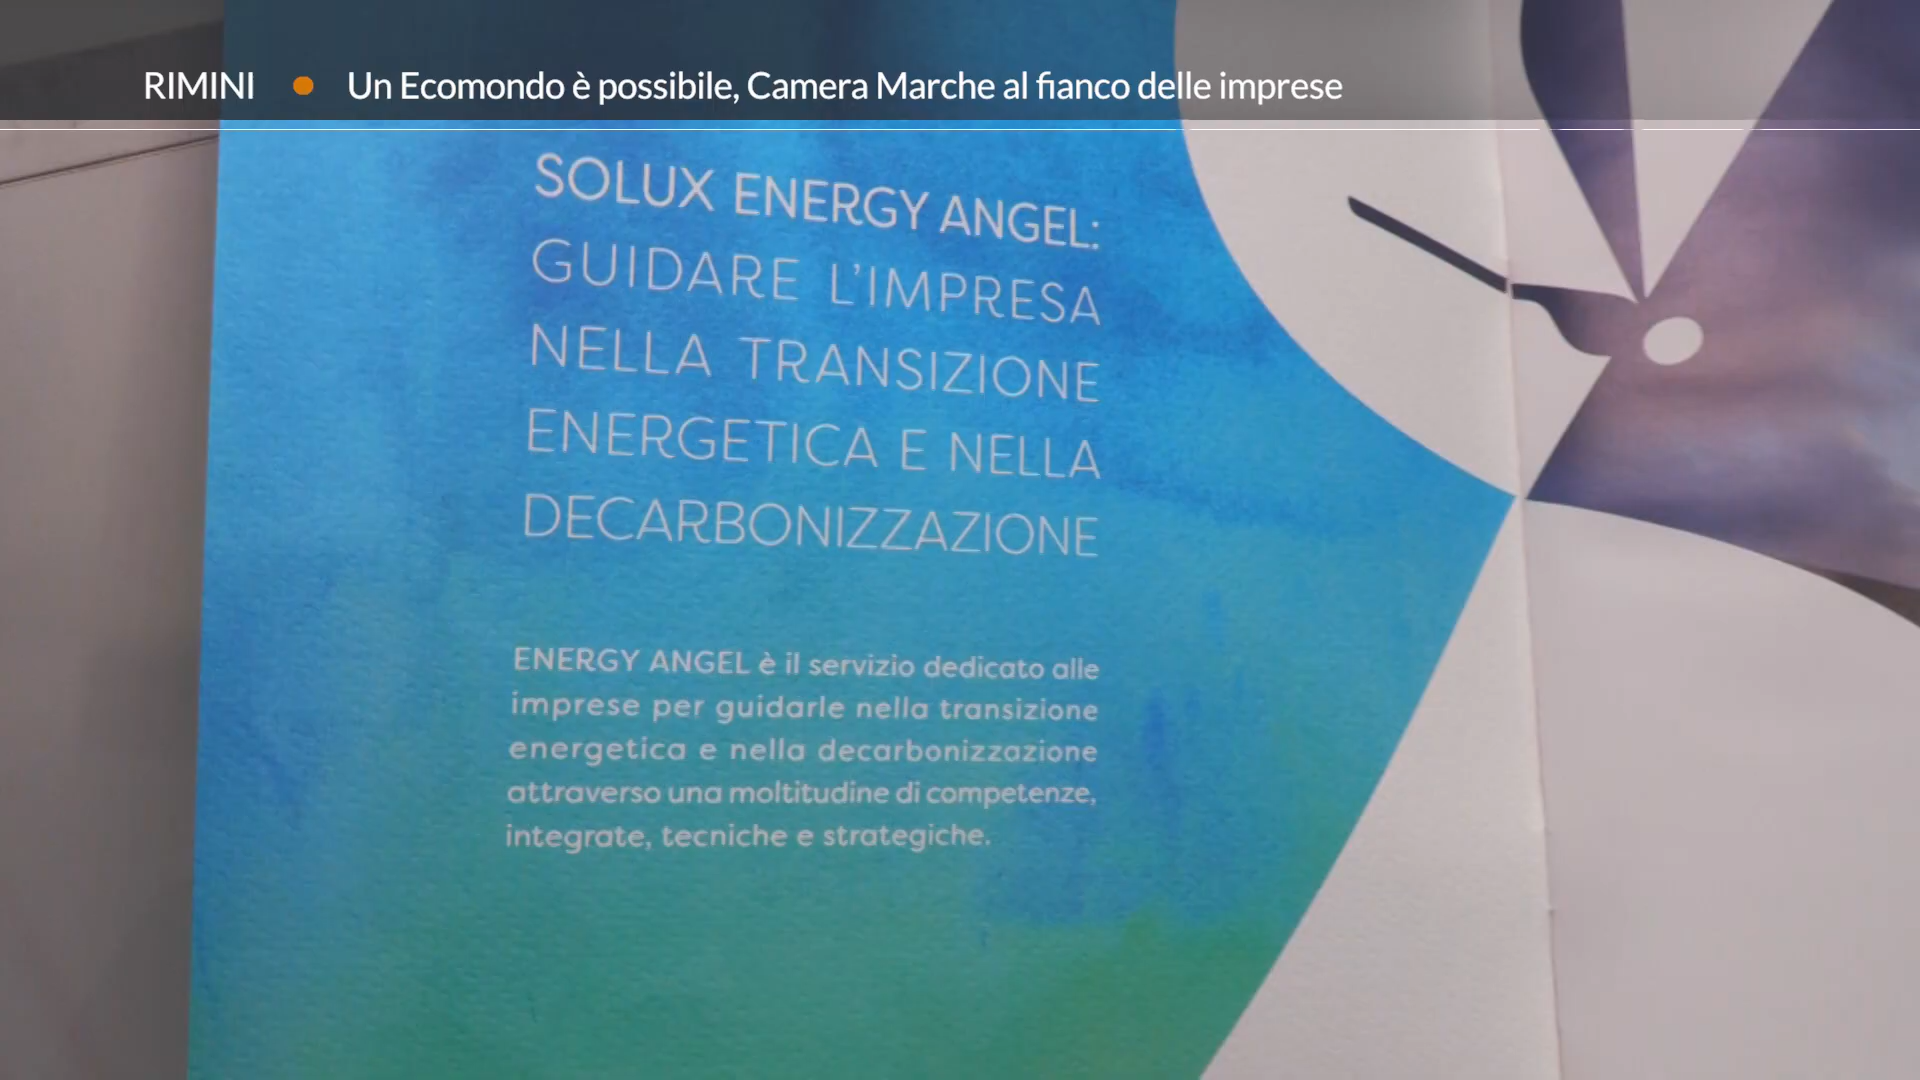 RIMINI • Un Ecomondo è possibile, Camera Marche al fianco delle imprese
SOLUX ENERGY ANGEL:
GUIDARE L'IMPRESA
NELLA TRANSIZIONE
ENERGETICA E NELLA
DECARBONIZZAZIONE
ENERGY ANGEL è il servizio dedicato alle
imprese per guidarle nella transizione
energetica e nella decarbonizzazione
attraverso una moltitudine di competenze,
integrate, tecniche e strategiche.